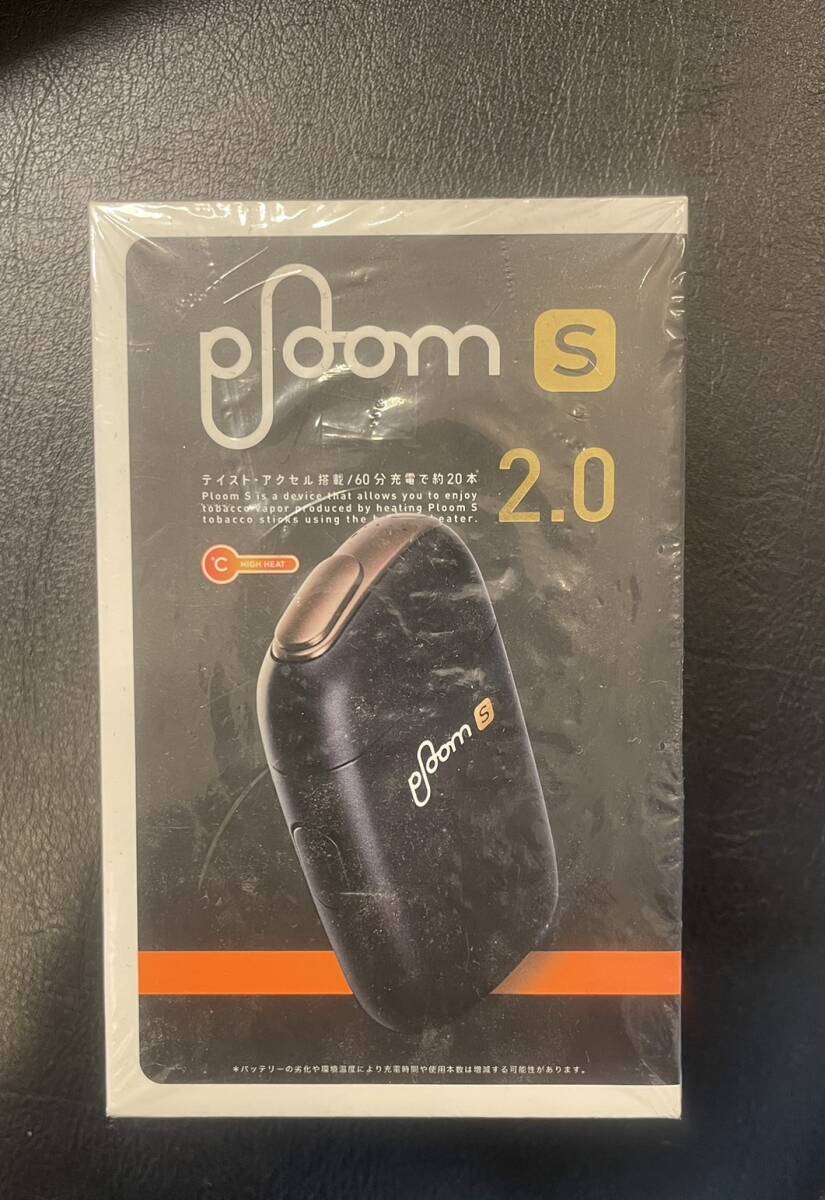 ploom S
2.0
テイスト・アクセル搭載/60分充電で約20本
Ploom S is a device that allows you to enjoy
tobacco vapor produced by heating Ploom S
tobacco sticks using the eater.
°C HIGH HEAT
ploom S
*バッテリーの劣化や環境温度により充電時間や使用本数は増減する可能性があります。